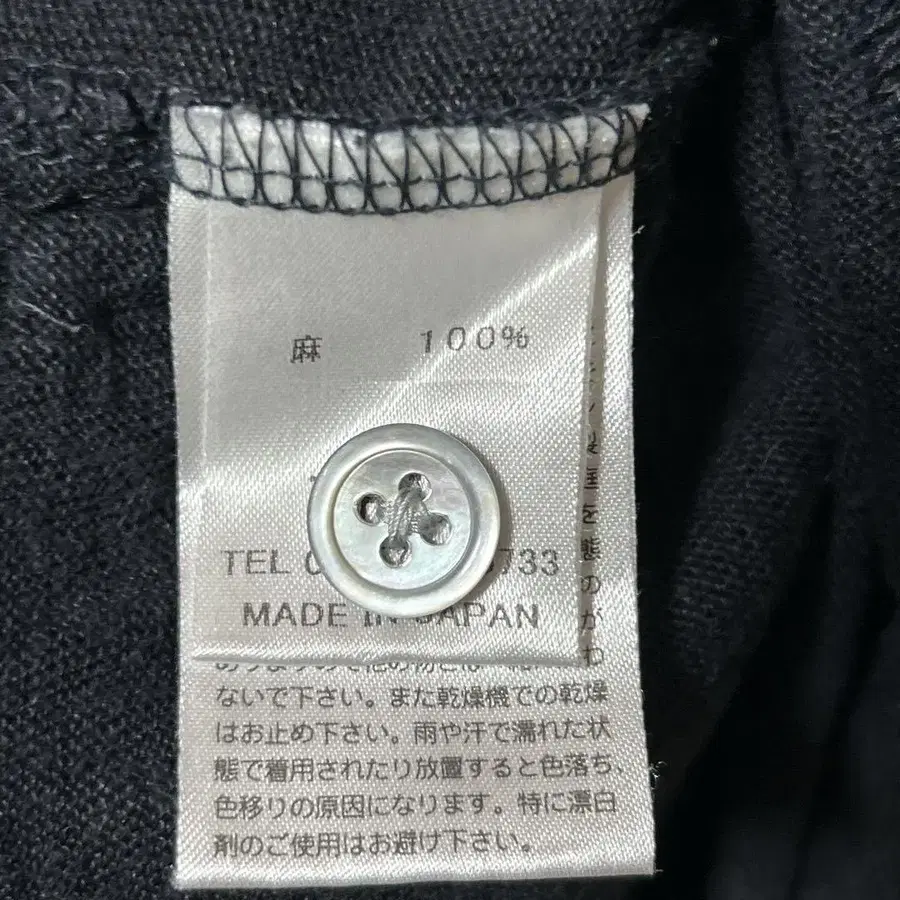 麻 100%
TEL 733
MADE IN JAPAN
態のがわ
ないで下さい。また乾燥機での乾燥
はお止め下さい。雨や汗で濡れた状
態で着用されたり放置すると色落ち、
色移りの原因になります。特に漂白
剤のご使用はお避け下さい。